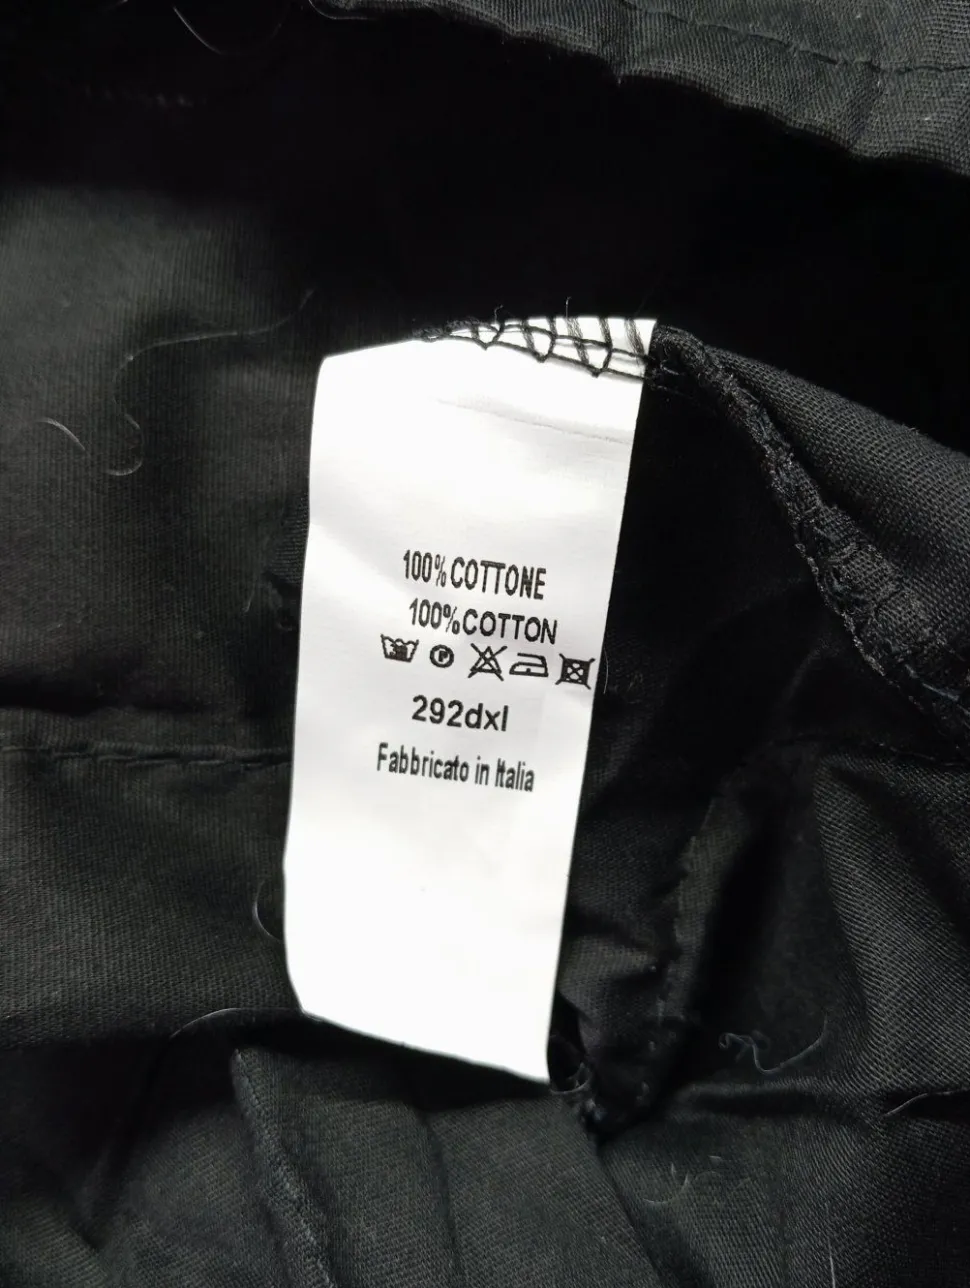 100% COTTONE
100% COTTON
P
292dxl
Fabbricato in Italia